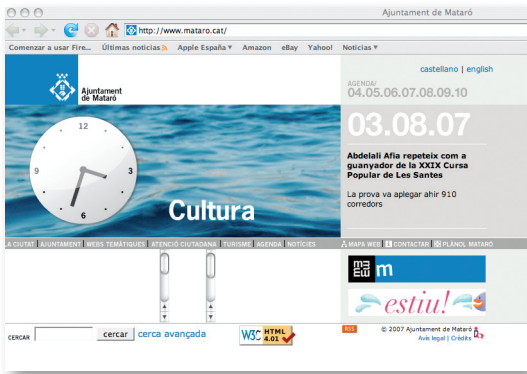 Ajuntament de Mataró
http://www.mataro.cat/
Comenzar a usar Fire... Últimas noticias Apple España Amazon eBay Yahoo! Noticias
castellano | english
Ajuntament
de Mataró
AGENDA/
04.05.06.07.08.09.10
03.08.07
12
9
3
6
Cultura
Abdelali Afia repeteix com a
guanyador de la XXIX Cursa
Popular de Les Santes
La prova va aplegar ahir 910
corredors
LA CIUTAT | AJUNTAMENT | WEBS TEMÀTIQUES | ATENCIÓ CIUTADANA | TURISME | AGENDA | NOTÍCIES
MAPA WEB | CONTACTAR | PLÀNOL MATARÓ
m
estiu!
CERCAR cercar cerca avançada
W3C HTML 4.01
RSS
© 2007 Ajuntament de Mataró
Avís legal | Crèdits